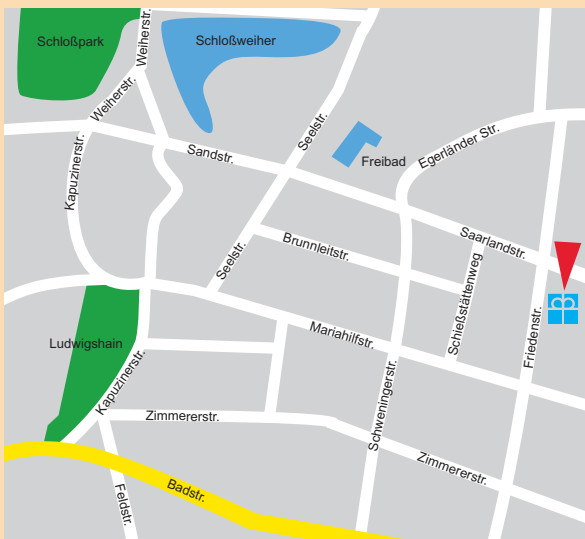 Schloßpark
Weiherstr.
Schloßweiher
Weiherstr.
Seelstr.
Sandstr.
Freibad
Egerländer Str.
Kapuzinerstr.
Saarlandstr.
Seelstr.
Brunnleitstr.
Schießstättenweg
Mariahilfstr.
Friedenstr.
Ludwigshain
Kapuzinerstr.
Zimmererstr.
Schweningerstr.
Zimmererstr.
Badstr.
Feldstr.